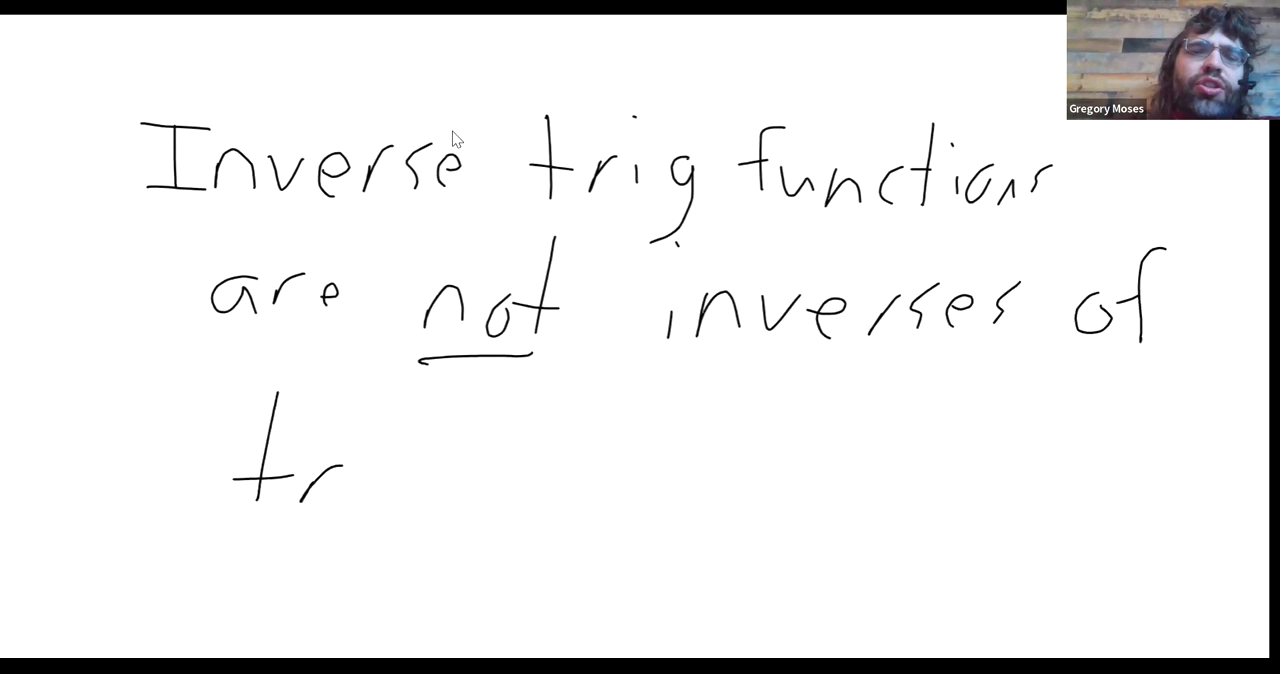 Gregory Moses
Inverse trig functions
are not inverses of
tr